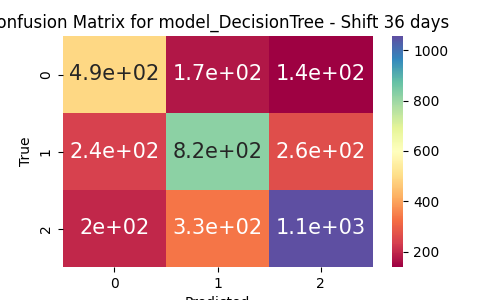 onfusion Matrix for model_DecisionTree - Shift 36 days
0 4.9e+02 1.7e+02 1.4e+02
1 2.4e+02 8.2e+02 2.6e+02
2 2e+02 3.3e+02 1.1e+03
True
0 1 2
Predicted
1000
800
600
400
200